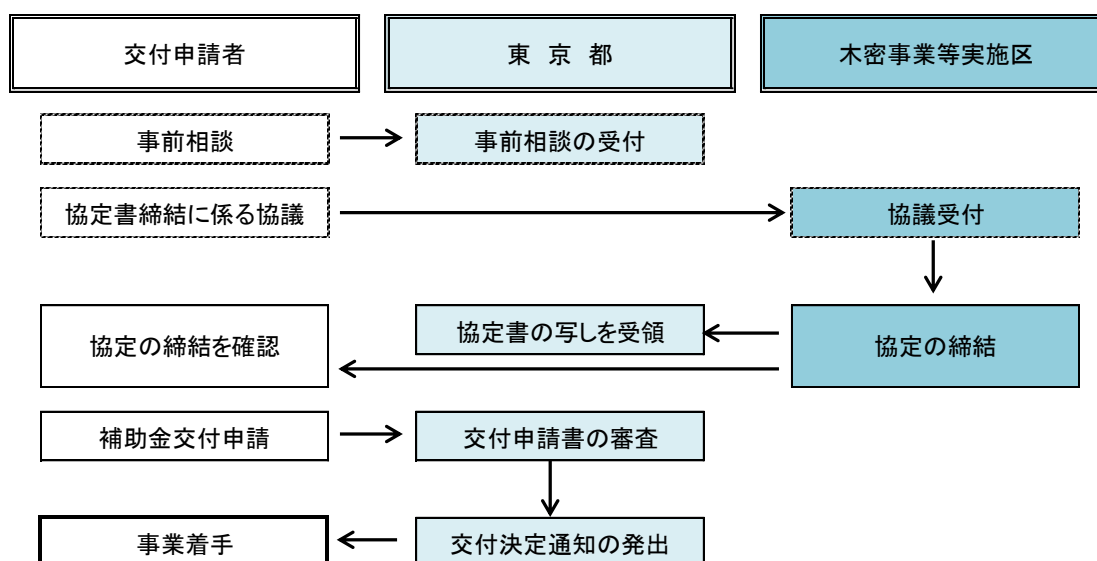 交付申請者
東 京 都
木密事業等実施区
事前相談
事前相談の受付
協定書締結に係る協議
協議受付
協定の締結を確認
協定書の写しを受領
協定の締結
補助金交付申請
交付申請書の審査
事業着手
交付決定通知の発出